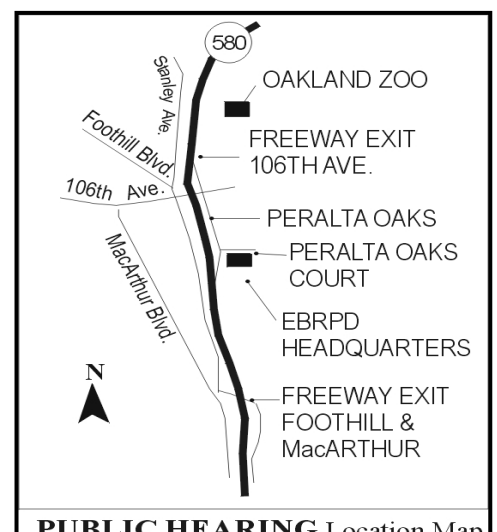 580
Stanley Ave.
OAKLAND ZOO
Foothill Blvd.
FREEWAY EXIT
106TH AVE.
106th Ave.
PERALTA OAKS
PERALTA OAKS
COURT
MacArthur Blvd.
EBRPD
HEADQUARTERS
N
FREEWAY EXIT
FOOTHILL &
MacARTHUR
PUBLIC HEARING Location Map